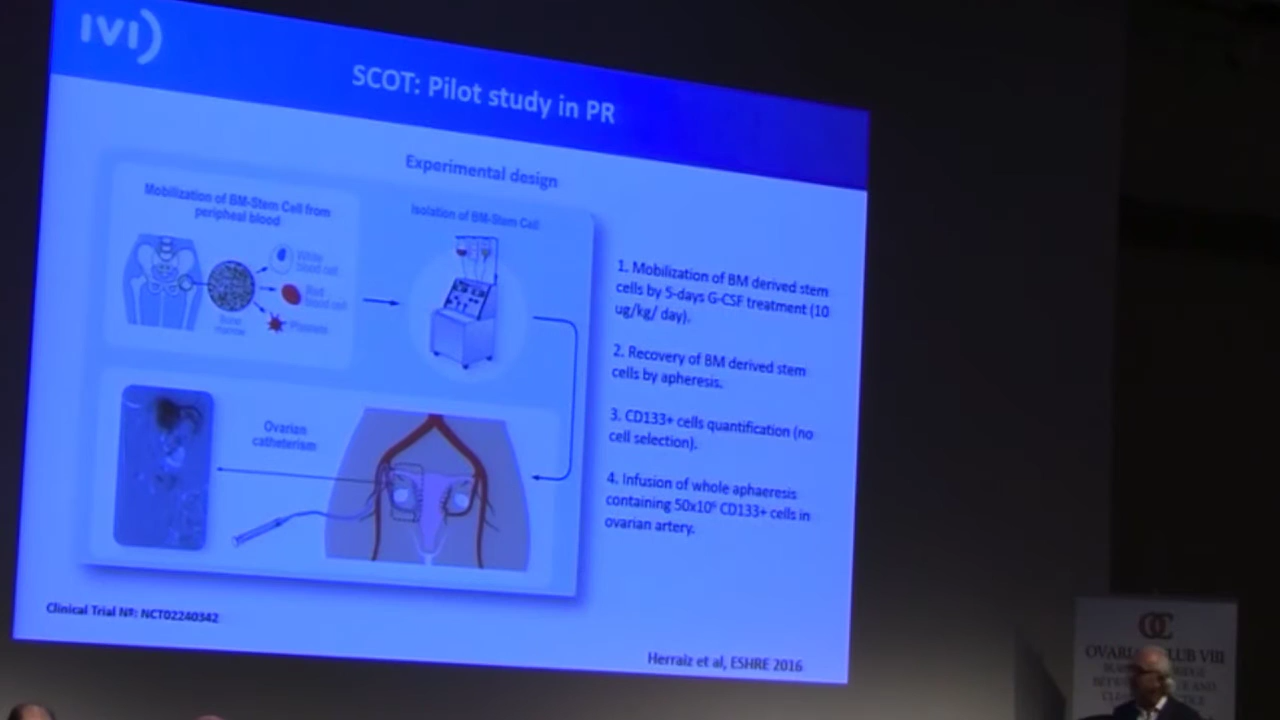 IVI
SCOT: Pilot study in PR
Experimental design
Mobilization of BM-Stem Cell from
peripheal blood
Isolation of BM-Stem Cell
White
blood cell
Red
blood cell
Platelets
Bone
marrow
Ovarian
catheterism
1. Mobilization of BM derived stem
cells by 5-days G-CSF treatment (10
ug/kg/ day).
2. Recovery of BM derived stem
cells by apheresis.
3. CD133+ cells quantification (no
cell selection).
4. Infusion of whole aphaeresis
containing 50x10⁶ CD133+ cells in
ovarian artery.
Clinical Trial Nº: NCT02240342
Herraiz et al, ESHRE 2016
OC
CLUB VIII